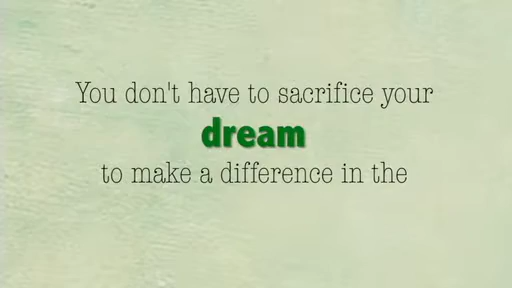 You don't have to sacrifice your
dream
to make a difference in the